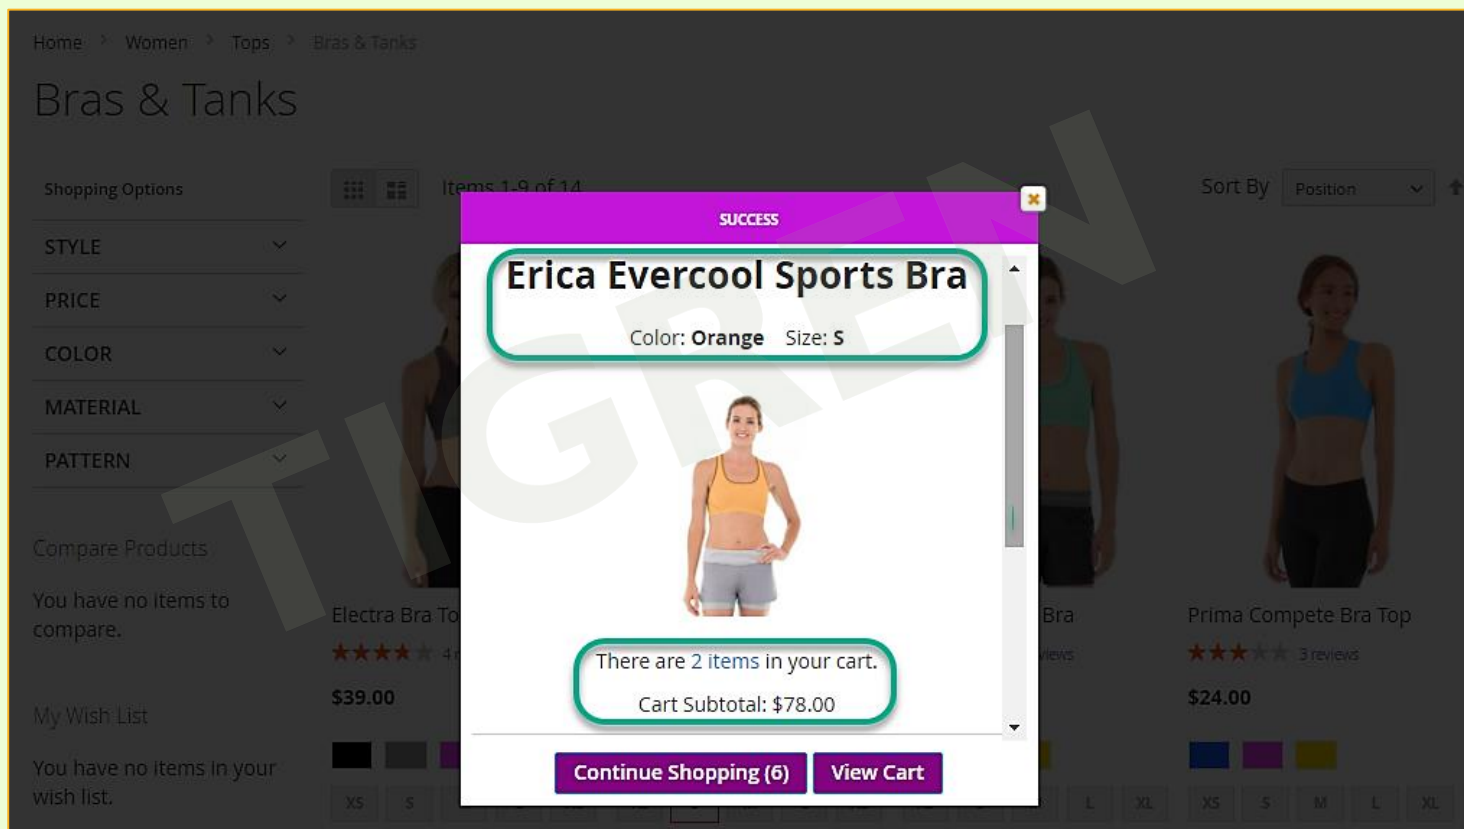 Home > Women > Tops > Bras & Tanks
Bras & Tanks
Shopping Options
Items 1-9 of 14
Sort By Position
STYLE
PRICE
COLOR
MATERIAL
PATTERN
Compare Products
You have no items to
compare.
My Wish List
You have no items in your
wish list.
SUCCESS
Erica Evercool Sports Bra
Color: Orange Size: S
There are 2 items in your cart.
Cart Subtotal: $78.00
Continue Shopping (6) View Cart
Electra Bra
$39.00
XS S
Bra
L XL
Prima Compete Bra Top
3 reviews
$24.00
XS S M L XL
TIGREN